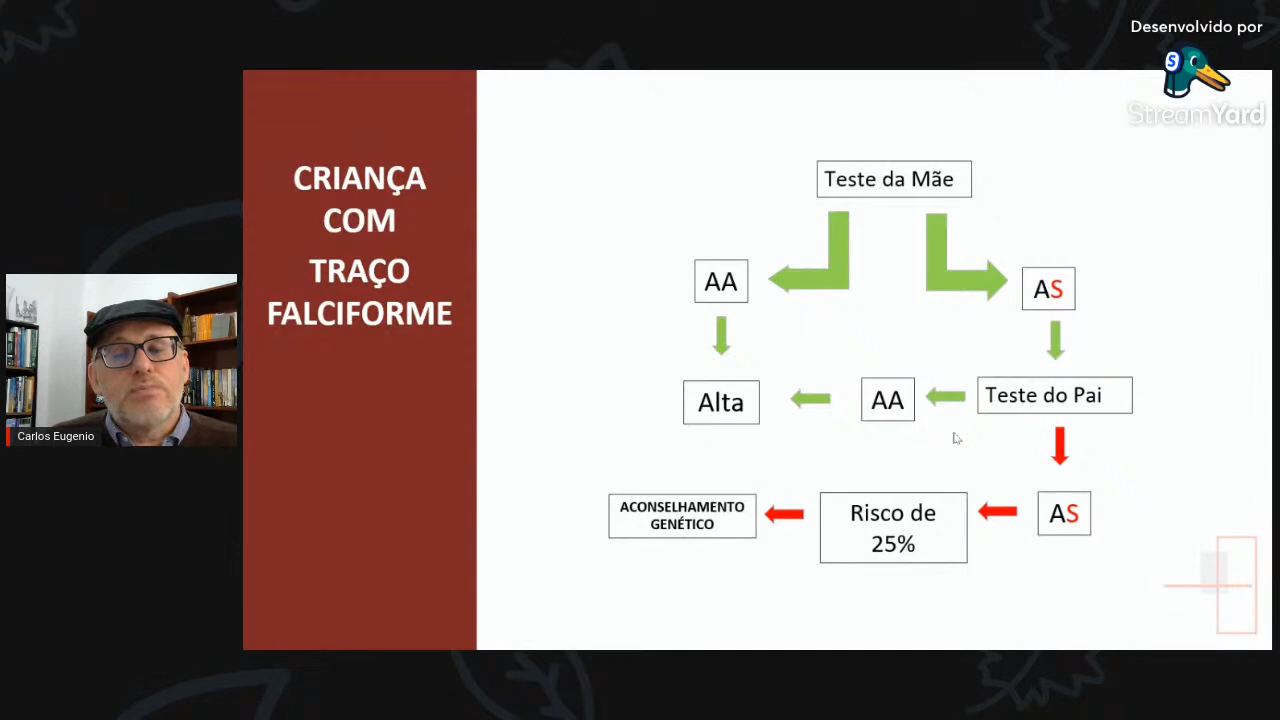 Desenvolvido por
S
StreamYard
CRIANÇA
COM
TRAÇO
FALCIFORME
Teste da Mãe
AA
AS
Alta
AA
Teste do Pai
ACONSELHAMENTO
GENÉTICO
Risco de
25%
AS
Carlos Eugenio